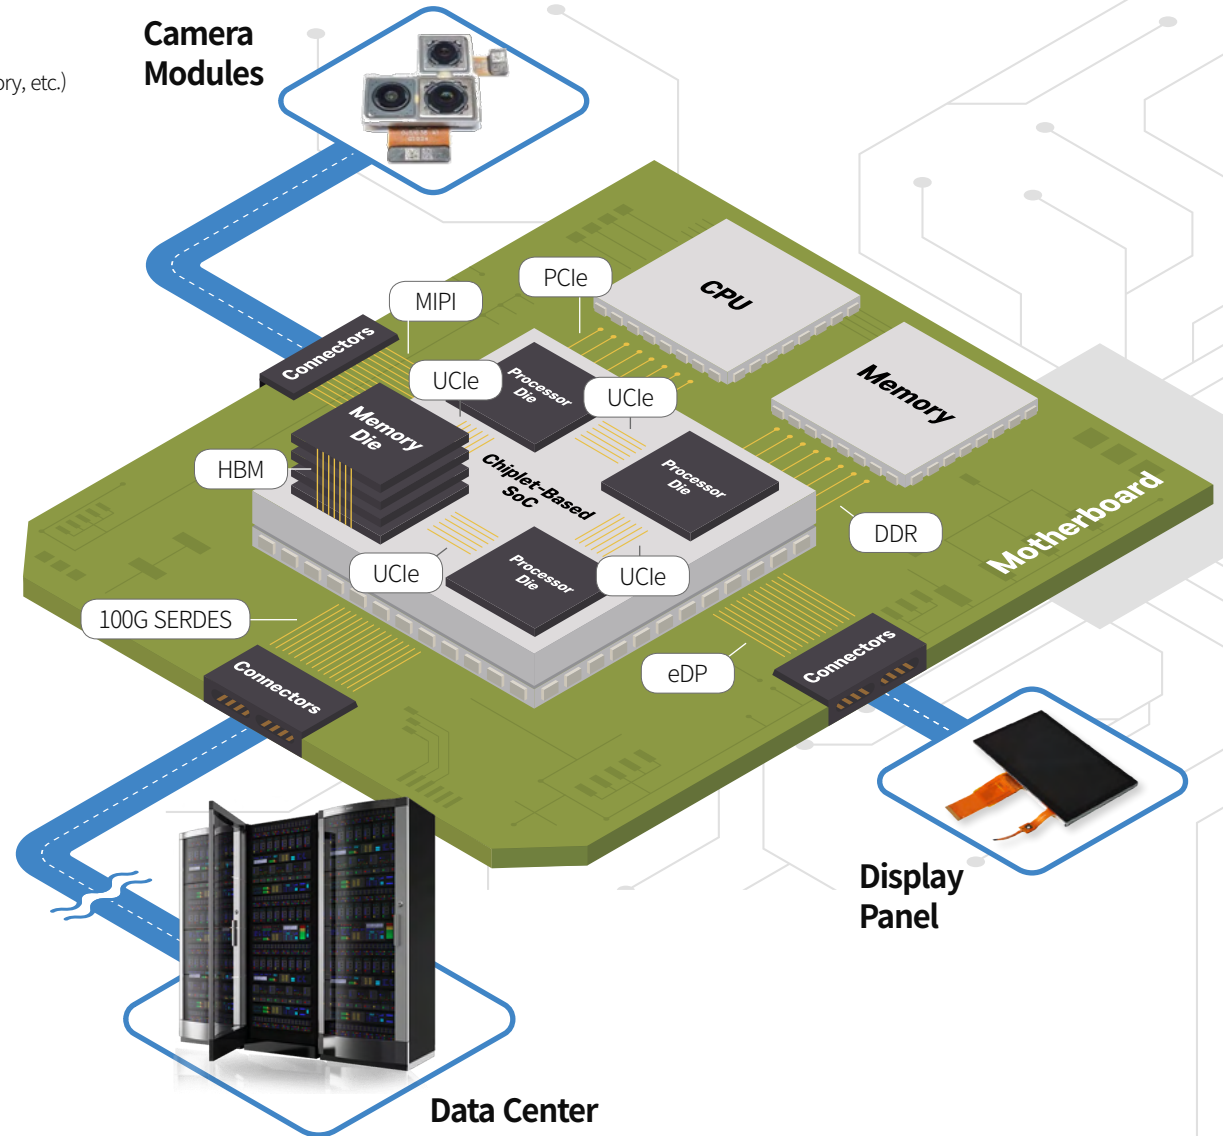 Camera
Modules
ory, etc.)
PCIe
CPU
MIPI
Connectors
UCIe
Processor
Die
UCIe
Memory
Memory
Die
HBM
Chiplet-Based
SoC
Processor
Die
Motherboard
DDR
UCIe
Processor
Die
UCIe
100G SERDES
Connectors
eDP
Connectors
Display
Panel
Data Center